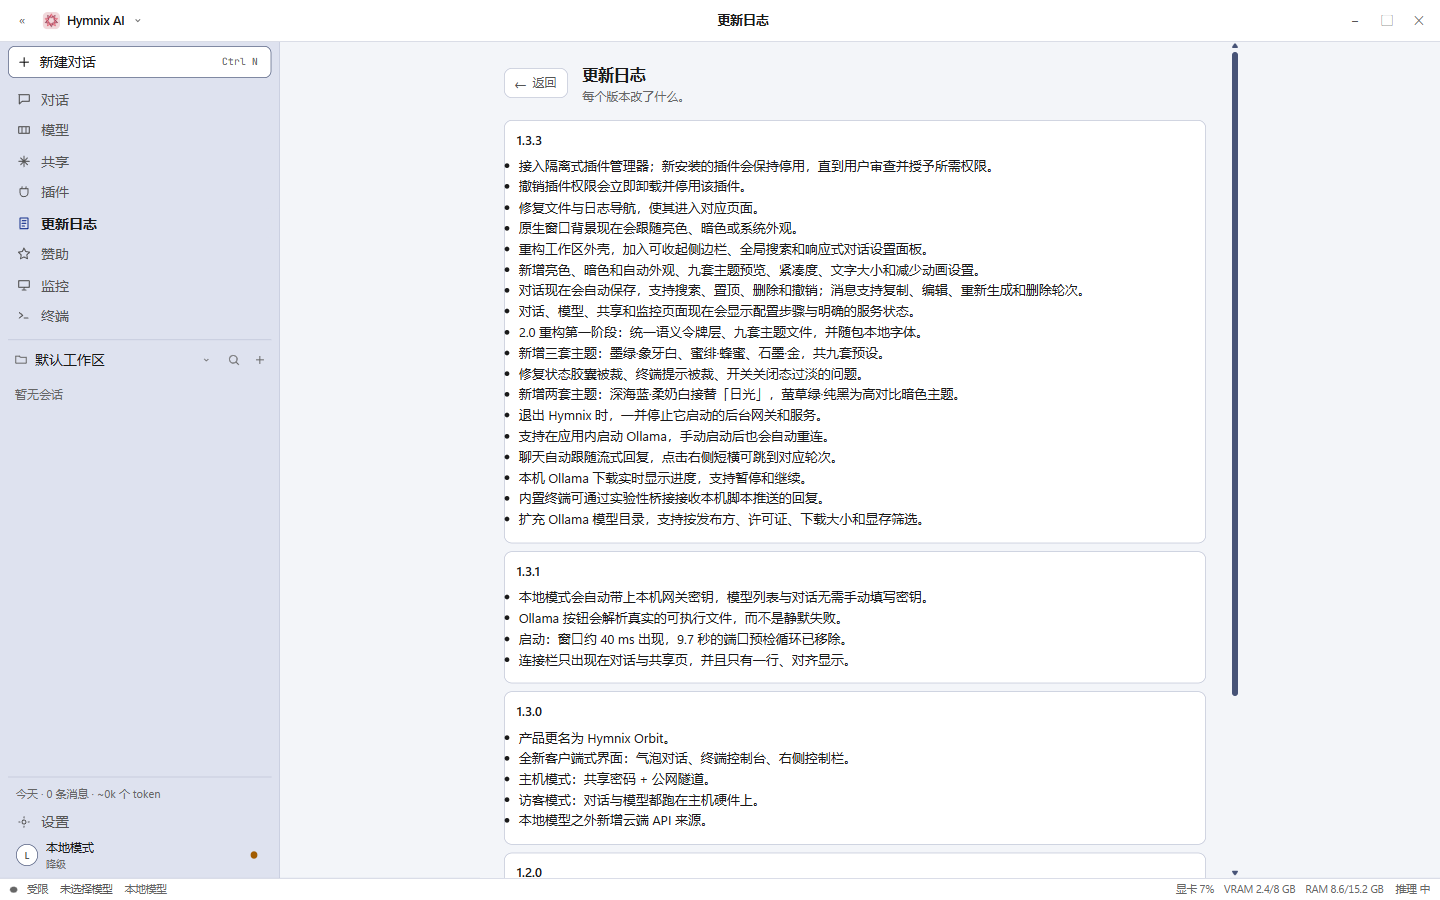 « Hymnix AI
更新日志
新建对话 Ctrl N
对话
模型
共享
插件
更新日志
赞助
监控
终端
默认工作区
暂无会话
今天 · 0 条消息 · ~0k 个 token
设置
L 本地模式
降级
← 返回
更新日志
每个版本改了什么。
1.3.3
• 接入隔离式插件管理器；新安装的插件会保持停用，直到用户审查并授予所需权限。
• 撤销插件权限会立即卸载并停用该插件。
• 修复文件与日志导航，使其进入对应页面。
• 原生窗口背景现在会跟随亮色、暗色或系统外观。
• 重构工作区外壳，加入可收起侧边栏、全局搜索和响应式对话设置面板。
• 新增亮色、暗色和自动外观、九套主题预览、紧凑度、文字大小和减少动画设置。
• 对话现在会自动保存，支持搜索、置顶、删除和撤销；消息支持复制、编辑、重新生成和删除轮次。
• 对话、模型、共享和监控页面现在会显示配置步骤与明确的服务状态。
• 2.0 重构第一阶段：统一语义令牌层、九套主题文件，并随包本地字体。
• 新增三套主题：墨绿·象牙白、蜜绯·蜂蜜、石墨·金，共九套预设。
• 修复状态胶囊被裁、终端提示被裁、开关关闭态过淡的问题。
• 新增两套主题：深海蓝·柔奶白接替「日光」，萤草绿·纯黑为高对比暗色主题。
• 退出 Hymnix 时，一并停止它启动的后台网关和服务。
• 支持在应用内启动 Ollama，手动启动后也会自动重连。
• 聊天自动跟随流式回复，点击右侧短横可跳到对应轮次。
• 本机 Ollama 下载实时显示进度，支持暂停和继续。
• 内置终端可通过实验性桥接接收本机脚本推送的回复。
• 扩充 Ollama 模型目录，支持按发布方、许可证、下载大小和显存筛选。
1.3.1
• 本地模式会自动带上本机网关密钥，模型列表与对话无需手动填写密钥。
• Ollama 按钮会解析真实的可执行文件，而不是静默失败。
• 启动：窗口约 40 ms 出现，9.7 秒的端口预检循环已移除。
• 连接栏只出现在对话与共享页，并且只有一行、对齐显示。
1.3.0
• 产品更名为 Hymnix Orbit。
• 全新客户端式界面：气泡对话、终端控制台、右侧控制栏。
• 主机模式：共享密码 + 公网隧道。
• 访客模式：对话与模型都跑在主机硬件上。
• 本地模型之外新增云端 API 来源。
1.2.0
受限 未选择模型 本地模型
显卡 7% VRAM 2.4/8 GB RAM 8.6/15.2 GB 推理 中